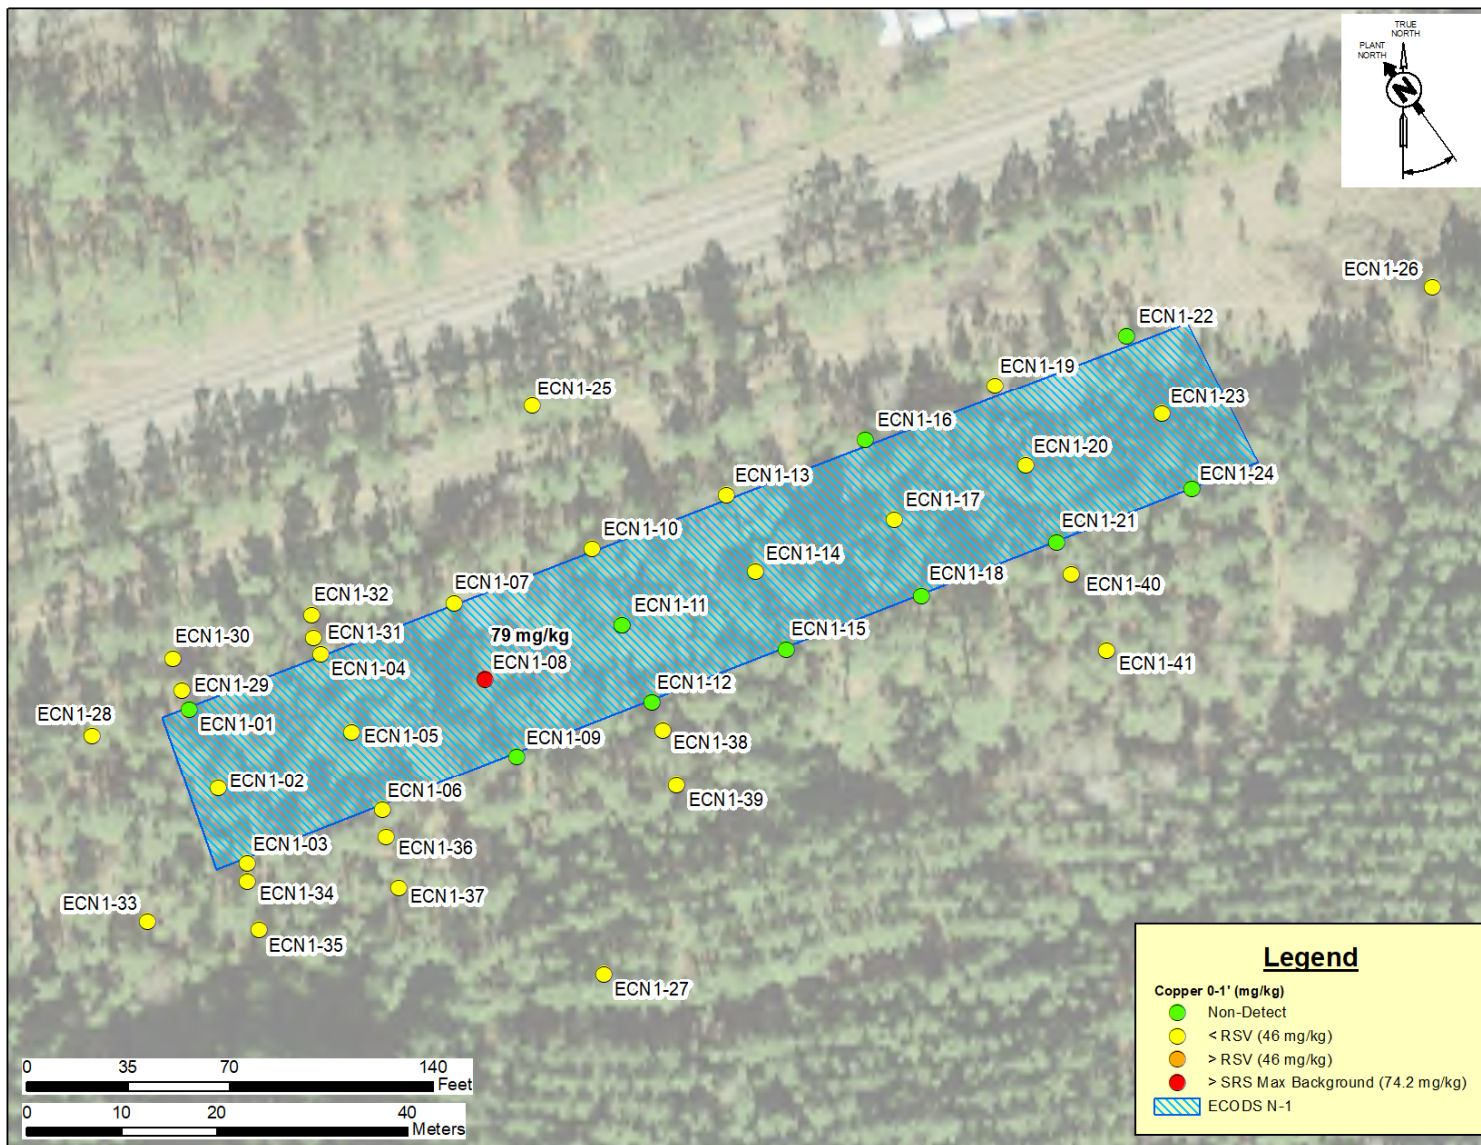 TRUE
NORTH
PLANT
NORTH
N
ECN1-26
ECN1-22
ECN1-19
ECN1-25
ECN1-23
ECN1-16
ECN1-20
ECN1-13
ECN1-24
ECN1-17
ECN1-10
ECN1-21
ECN1-14
ECN1-07
ECN1-40
ECN1-18
ECN1-32
ECN1-11
ECN1-31
79 mg/kg
ECN1-30
ECN1-15
ECN1-41
ECN1-04
ECN1-08
ECN1-29
ECN1-12
ECN1-28
ECN1-01
ECN1-05
ECN1-09
ECN1-38
ECN1-02
ECN1-39
ECN1-06
ECN1-03
ECN1-36
ECN1-34
ECN1-37
ECN1-33
ECN1-35
ECN1-27
Legend
Copper 0-1' (mg/kg)
Non-Detect
< RSV (46 mg/kg)
> RSV (46 mg/kg)
> SRS Max Background (74.2 mg/kg)
ECODS N-1
0 35 70 140
Feet
0 10 20 40
Meters